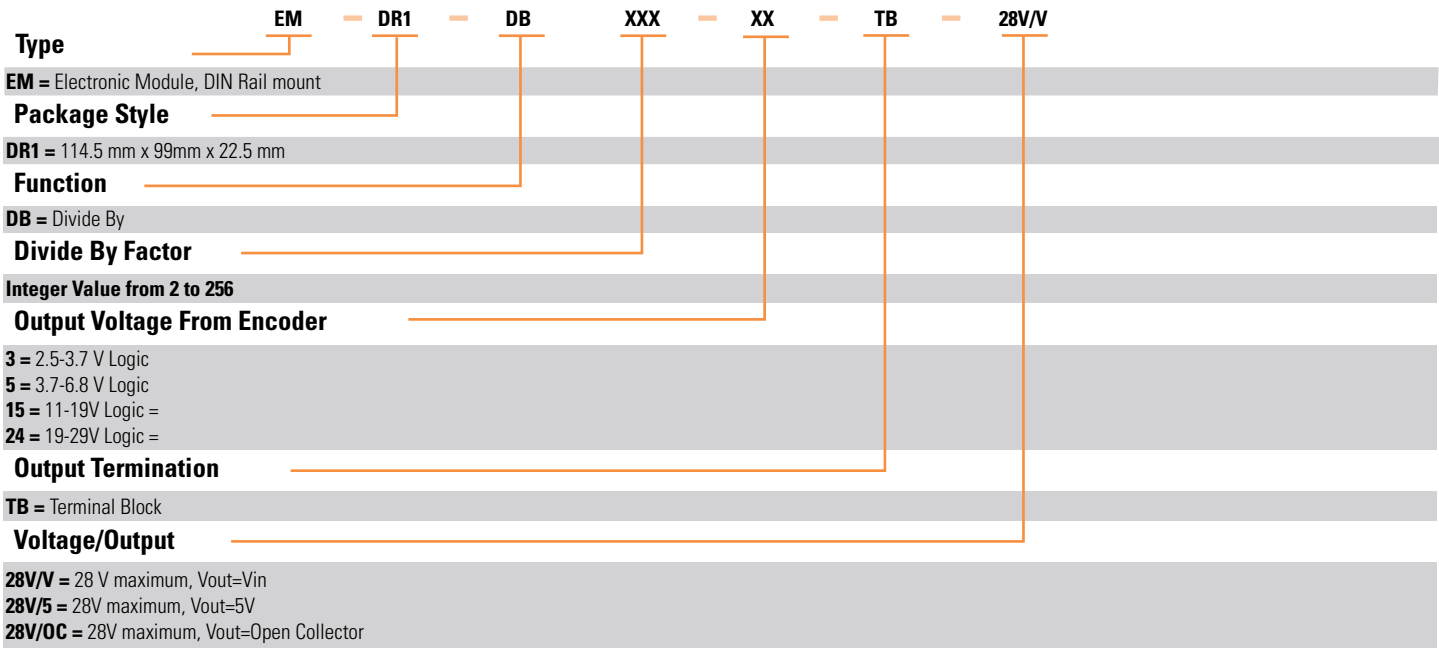 EM - DR1 - DB XXX - XX - TB - 28V/V
Type
EM = Electronic Module, DIN Rail mount
Package Style
DR1 = 114.5 mm x 99mm x 22.5 mm
Function
DB = Divide By
Divide By Factor
Integer Value from 2 to 256
Output Voltage From Encoder
3 = 2.5-3.7 V Logic
5 = 3.7-6.8 V Logic
15 = 11-19V Logic =
24 = 19-29V Logic =
Output Termination
TB = Terminal Block
Voltage/Output
28V/V = 28 V maximum, Vout=Vin
28V/5 = 28V maximum, Vout=5V
28V/OC = 28V maximum, Vout=Open Collector